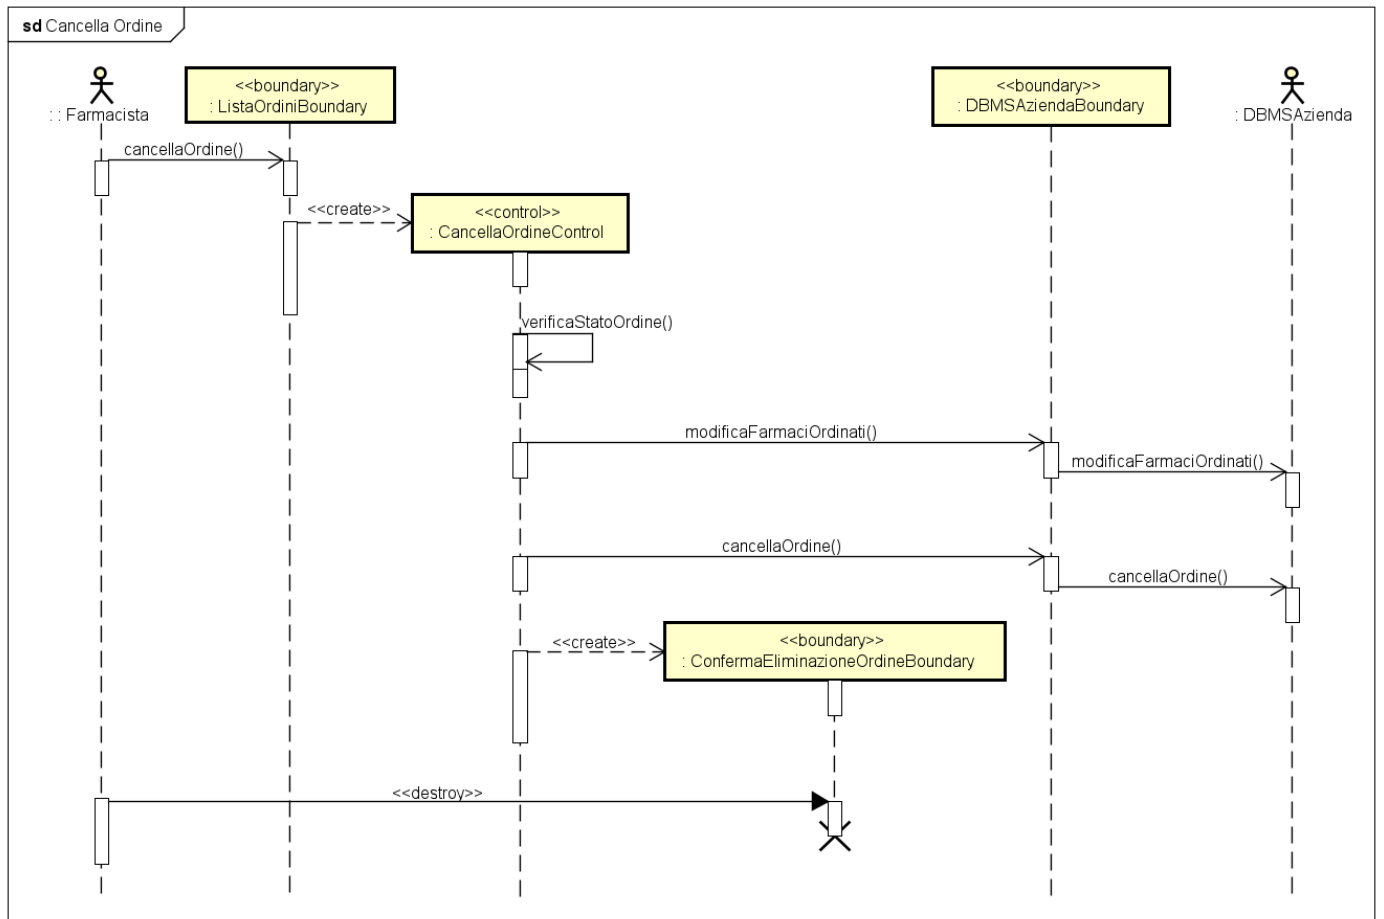 sd Cancella Ordine
: : Farmacista
<<boundary>>
: ListaOrdiniBoundary
<<boundary>>
: DBMSAziendaBoundary
: DBMSAzienda
cancellaOrdine()
<<create>>
<<control>>
: CancellaOrdineControl
verificaStatoOrdine()
modificaFarmaciOrdinati()
modificaFarmaciOrdinati()
cancellaOrdine()
cancellaOrdine()
<<create>>
<<boundary>>
: ConfermaEliminazioneOrdineBoundary
<<destroy>>